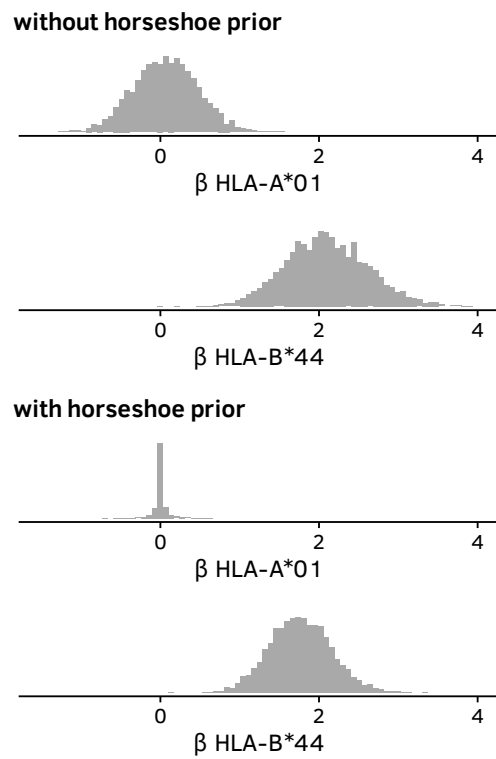 without horseshoe prior
0 2 4
β HLA-A*01
0 2 4
β HLA-B*44
with horseshoe prior
0 2 4
β HLA-A*01
0 2 4
β HLA-B*44